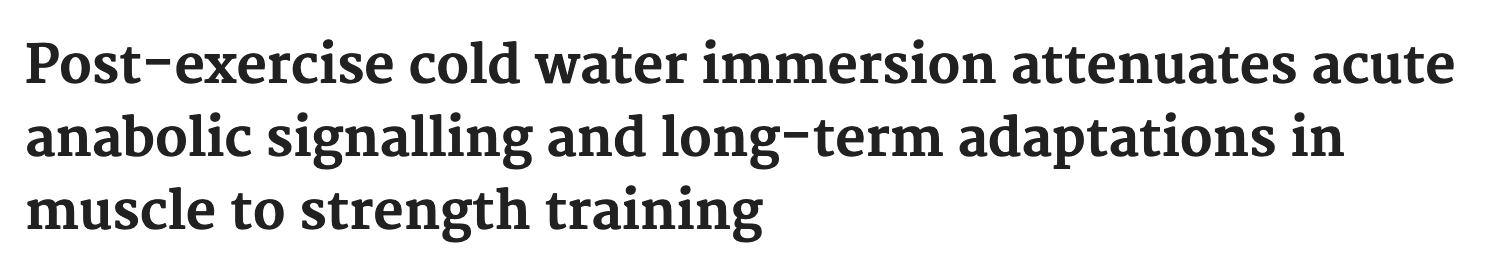 Post-exercise cold water immersion attenuates acute
anabolic signalling and long-term adaptations in
muscle to strength training